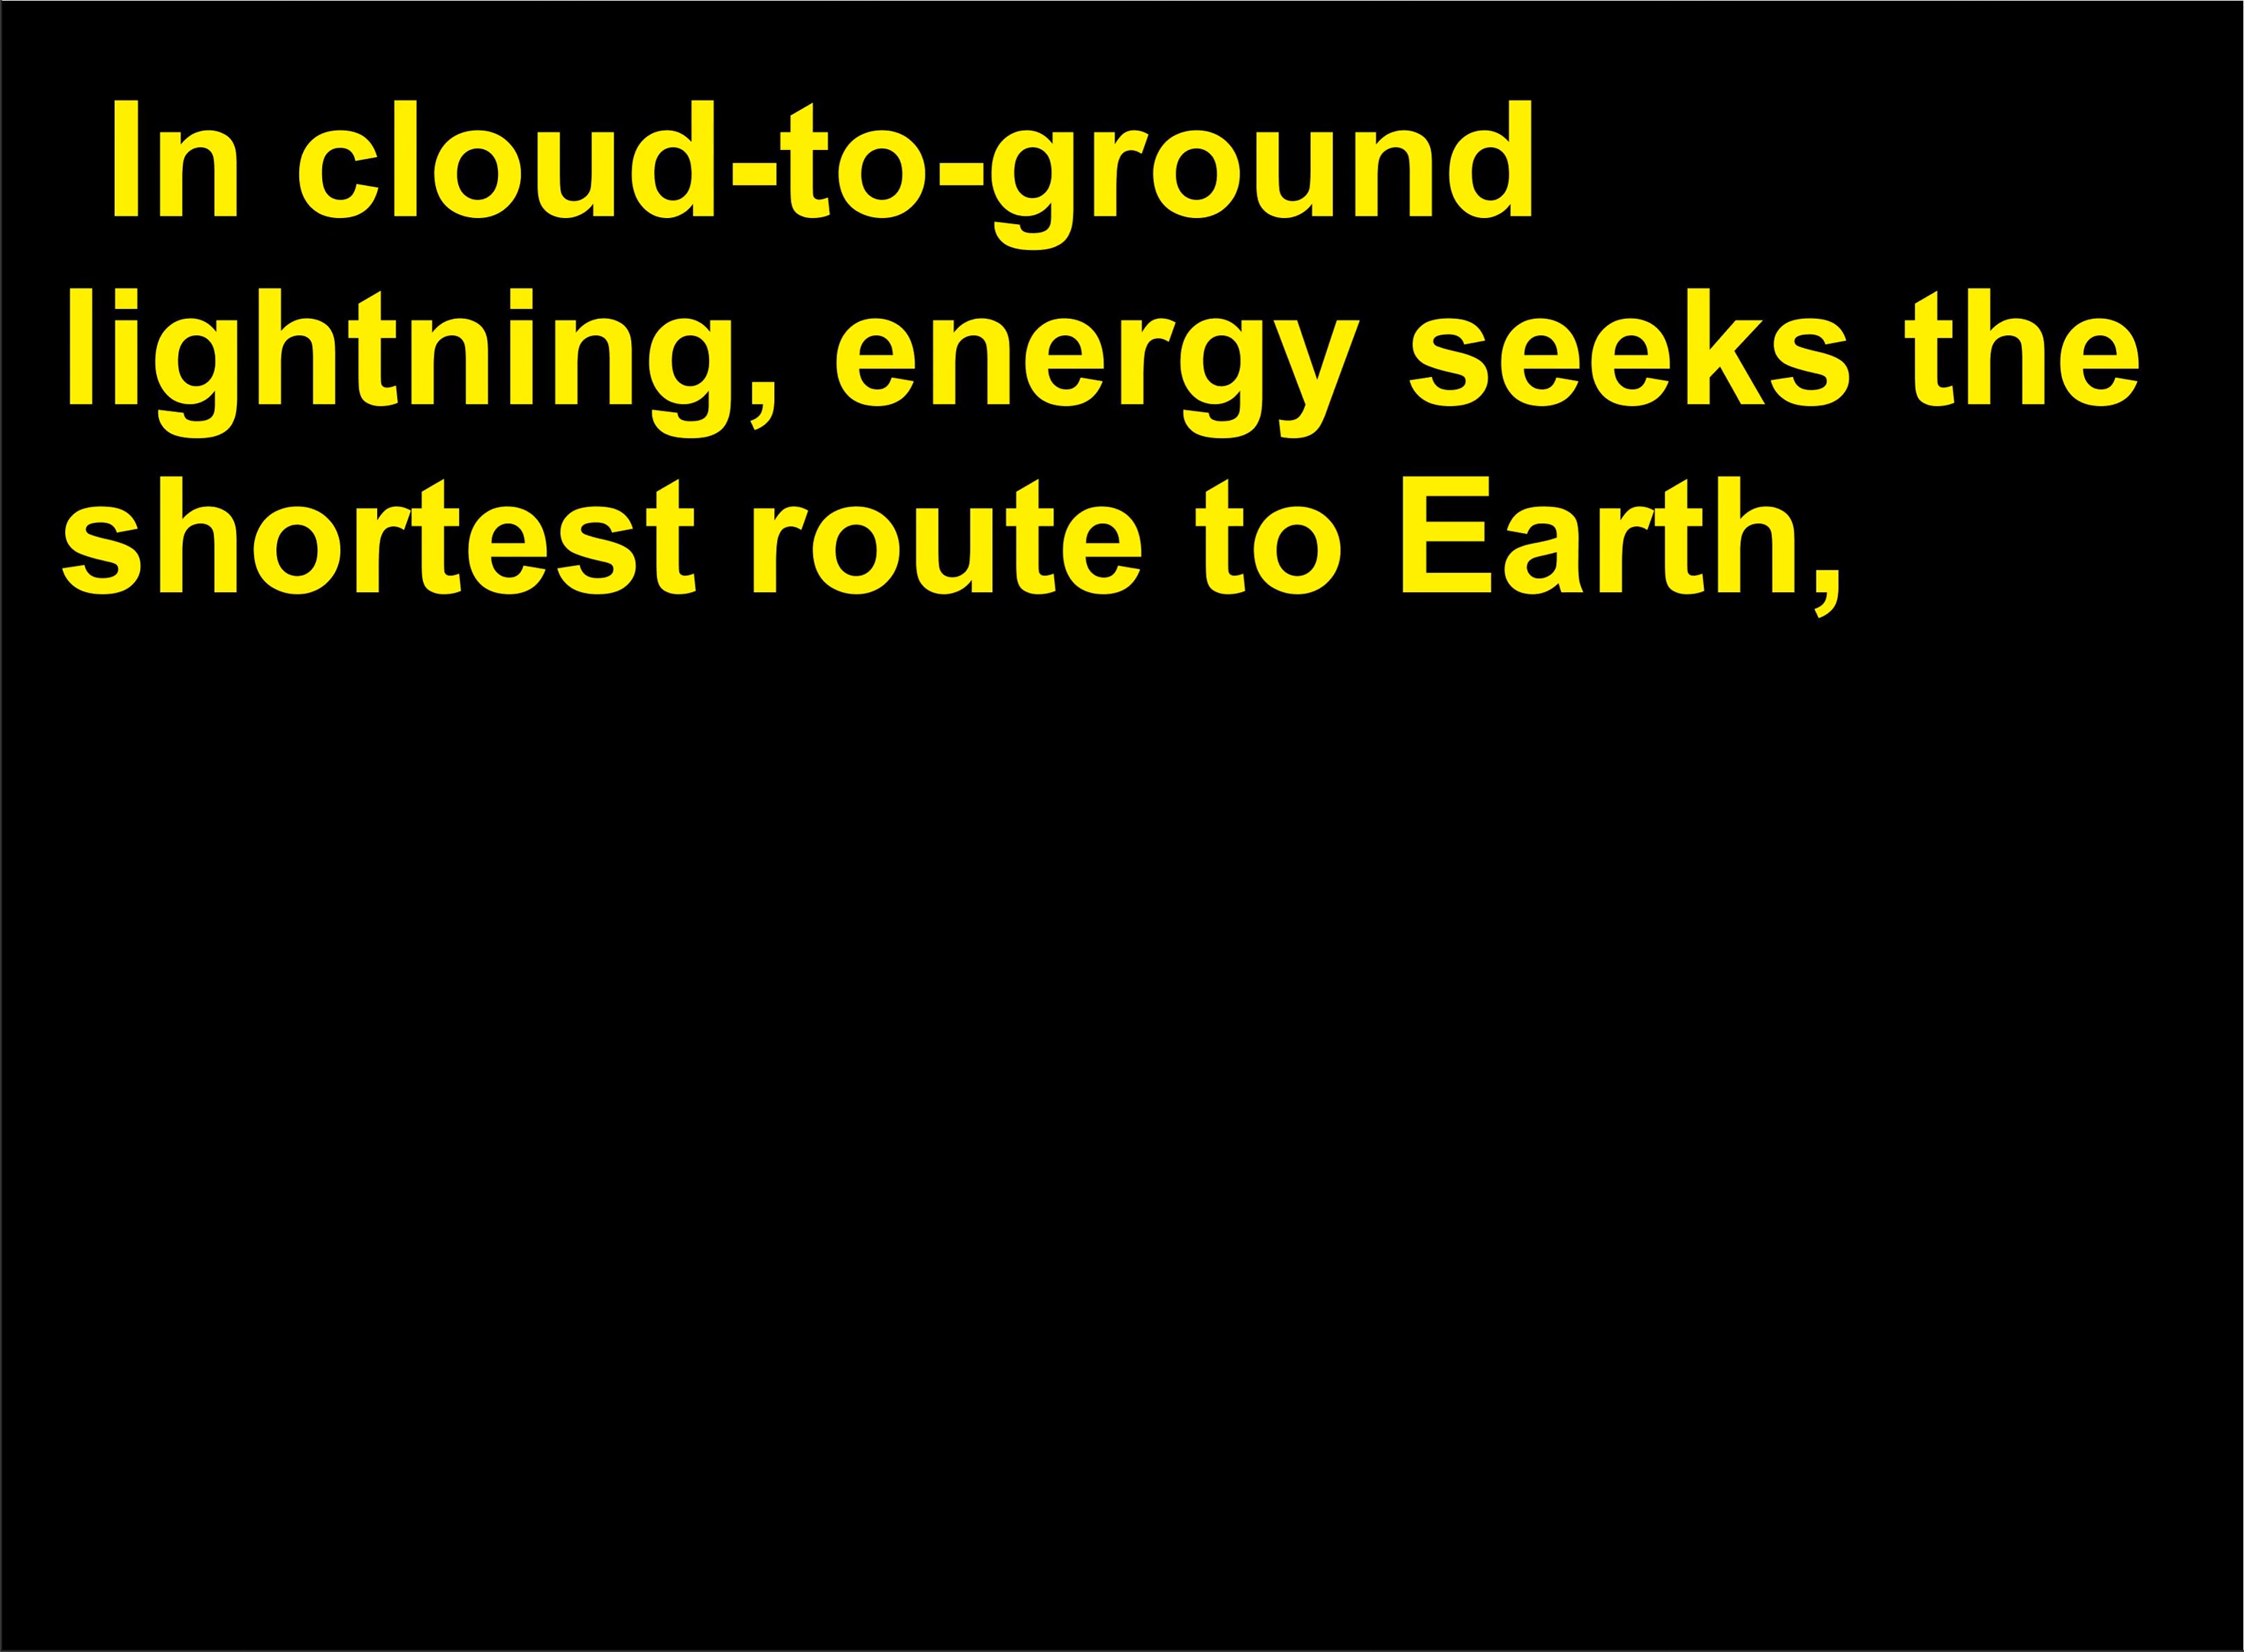 In cloud-to-ground
lightning, energy seeks the
shortest route to Earth,